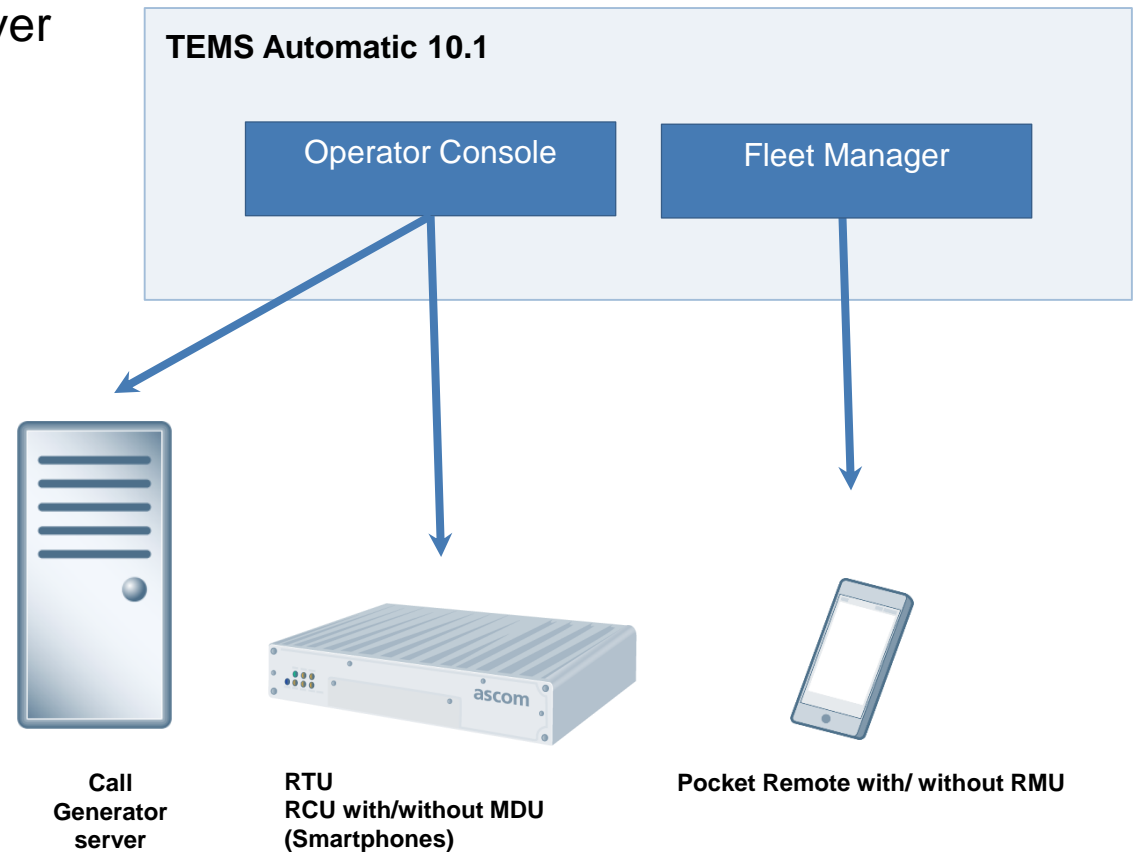 TEMS Automatic 10.1
Operator Console
Fleet Manager
ascom
Call
Generator
server
RTU
RCU with/without MDU
(Smartphones)
Pocket Remote with/ without RMU